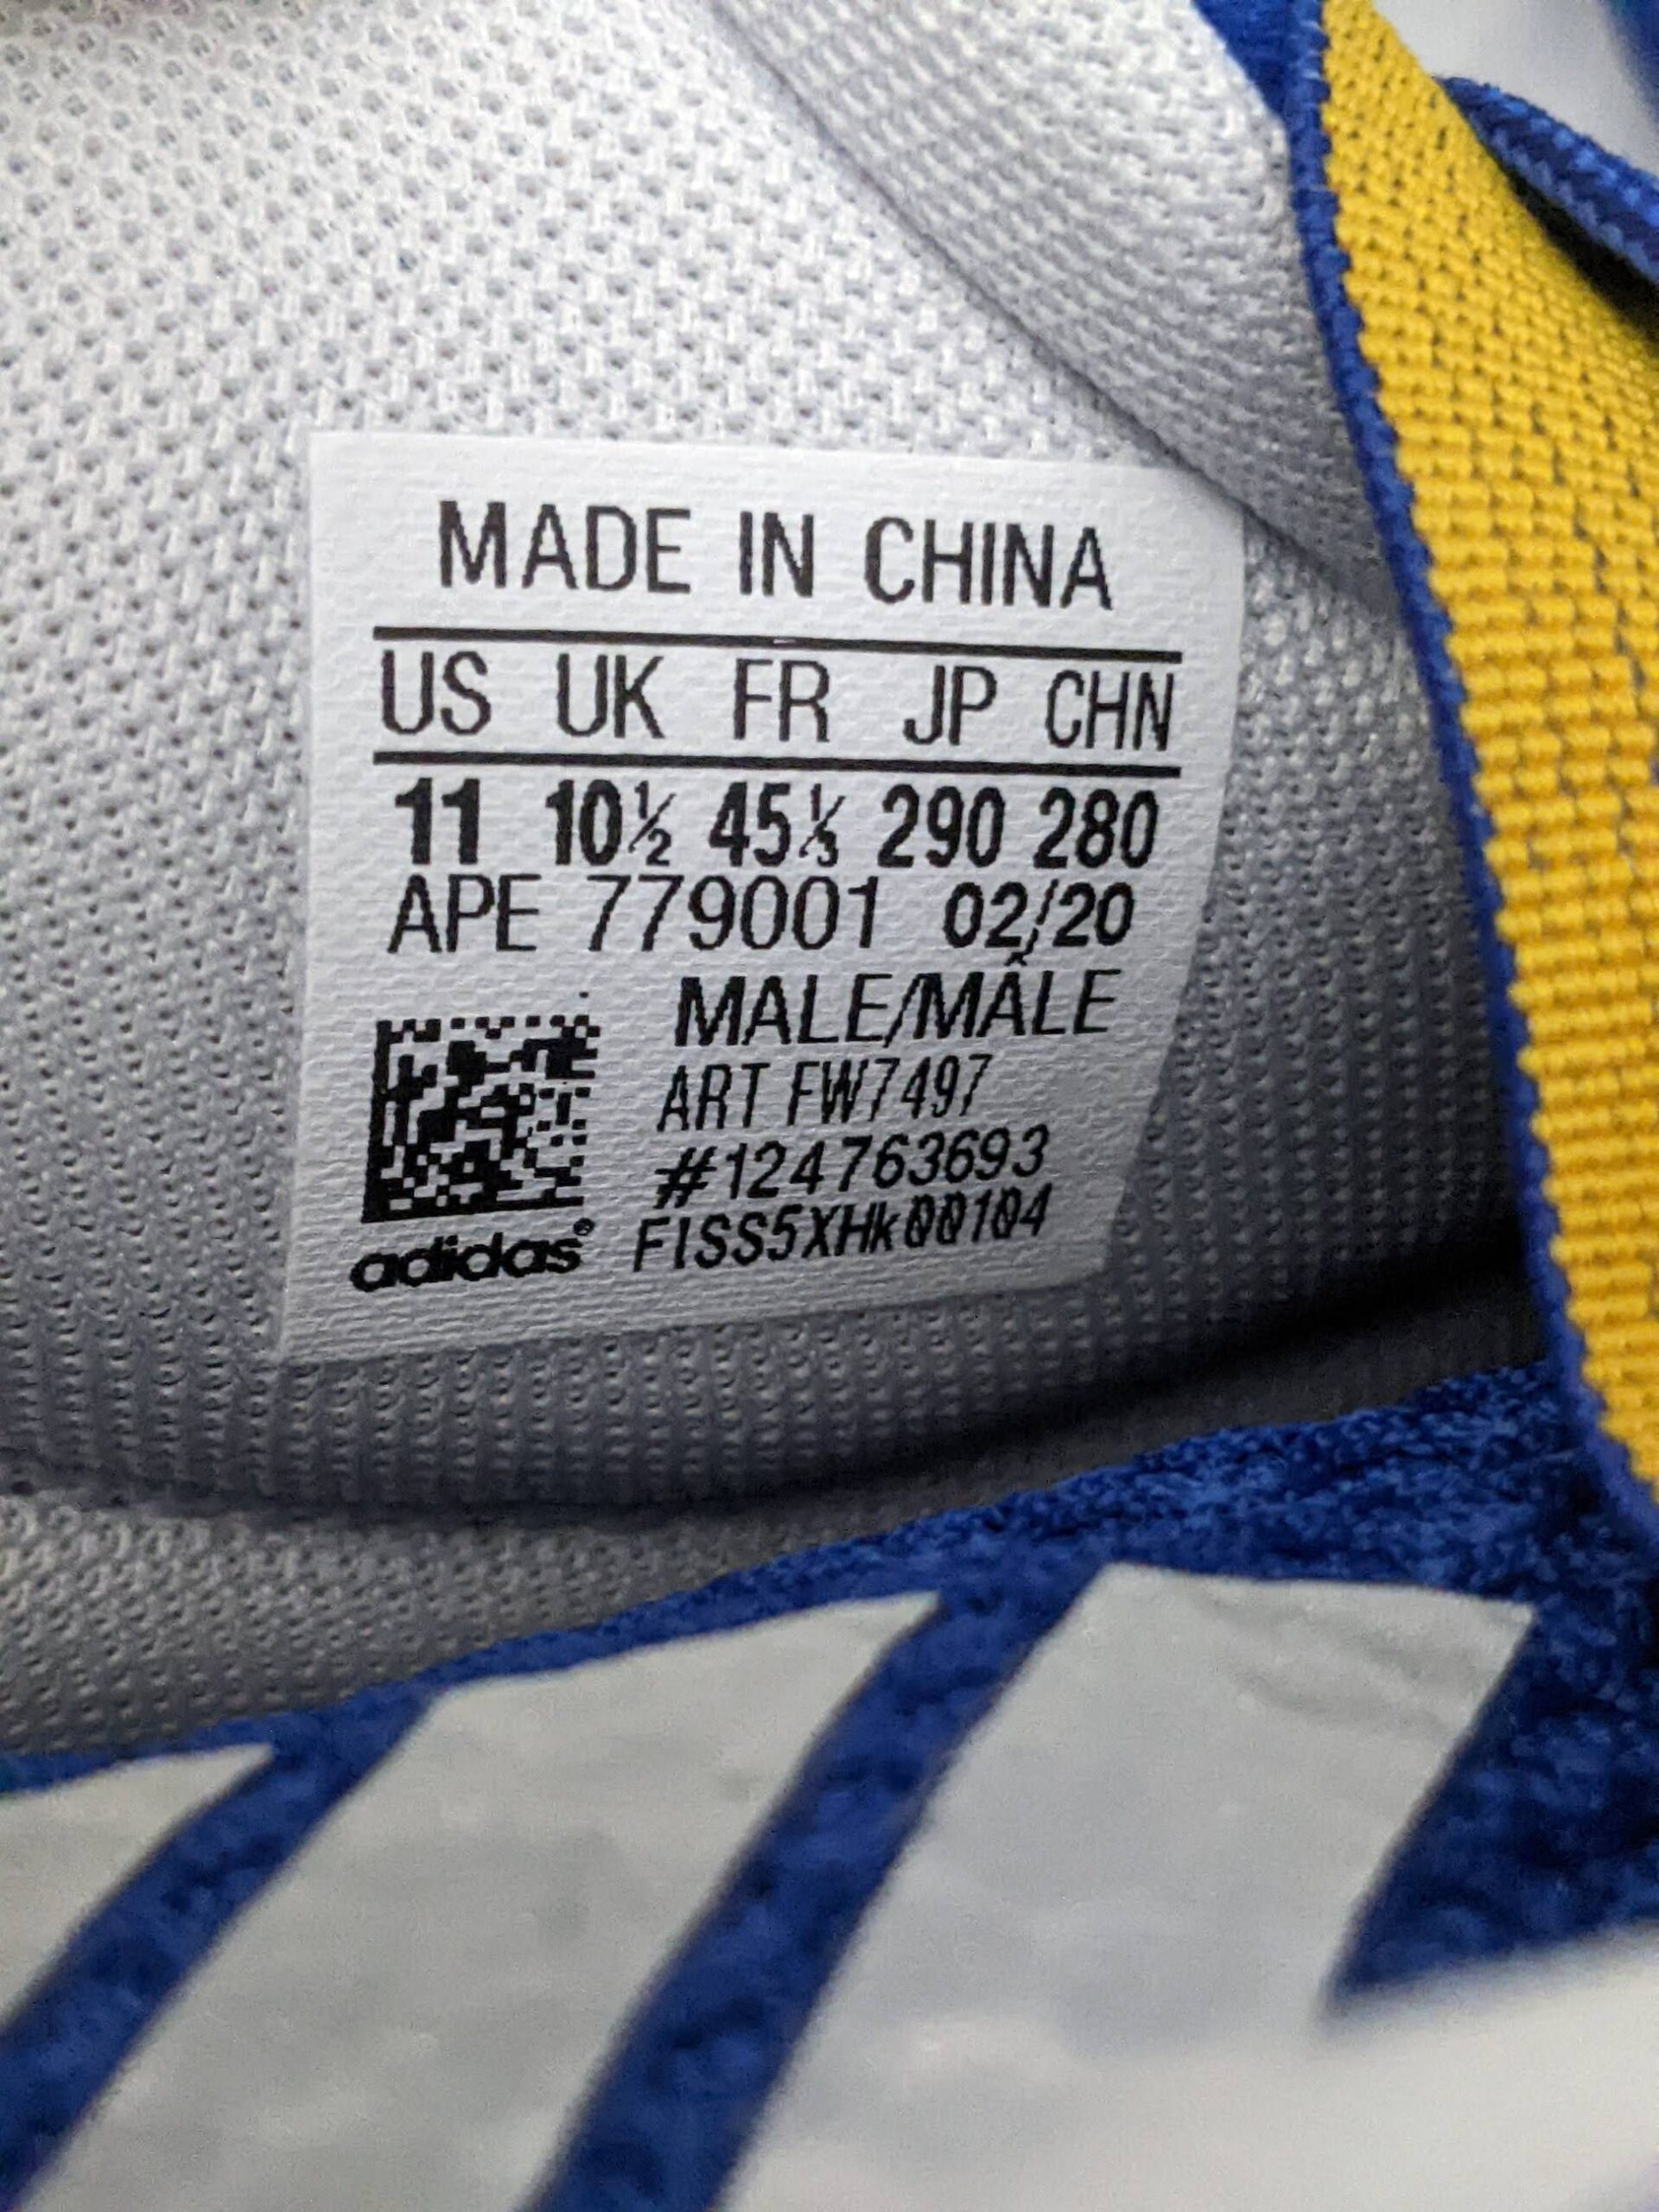 MADE IN CHINA
US UK FR JP CHN
11 10½ 45⅓ 290 280
APE 779001 02/20
MALE/MÂLE
ART FW7497
#124763693
adidas® FISS5XHk00104